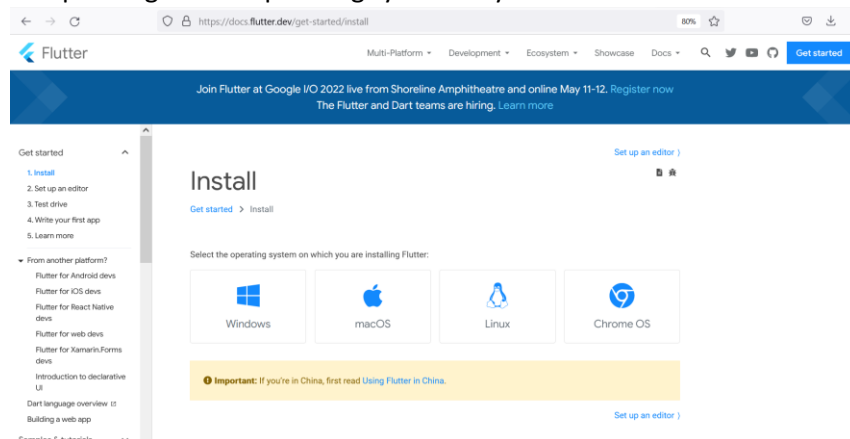 https://docs.flutter.dev/get-started/install
80%
Flutter
Multi-Platform
Development
Ecosystem
Showcase
Docs
Get started
Join Flutter at Google I/O 2022 live from Shoreline Amphitheatre and online May 11-12. Register now
The Flutter and Dart teams are hiring. Learn more
Get started
1. Install
2. Set up an editor
3. Test drive
4. Write your first app
5. Learn more
From another platform?
Flutter for Android devs
Flutter for iOS devs
Flutter for React Native
devs
Flutter for web devs
Flutter for Xamarin.Forms
devs
Introduction to declarative
UI
Dart language overview
Building a web app
Set up an editor
Install
Get started > Install
Select the operating system on which you are installing Flutter:
Windows
macOS
Linux
Chrome OS
Important: If you're in China, first read Using Flutter in China.
Set up an editor